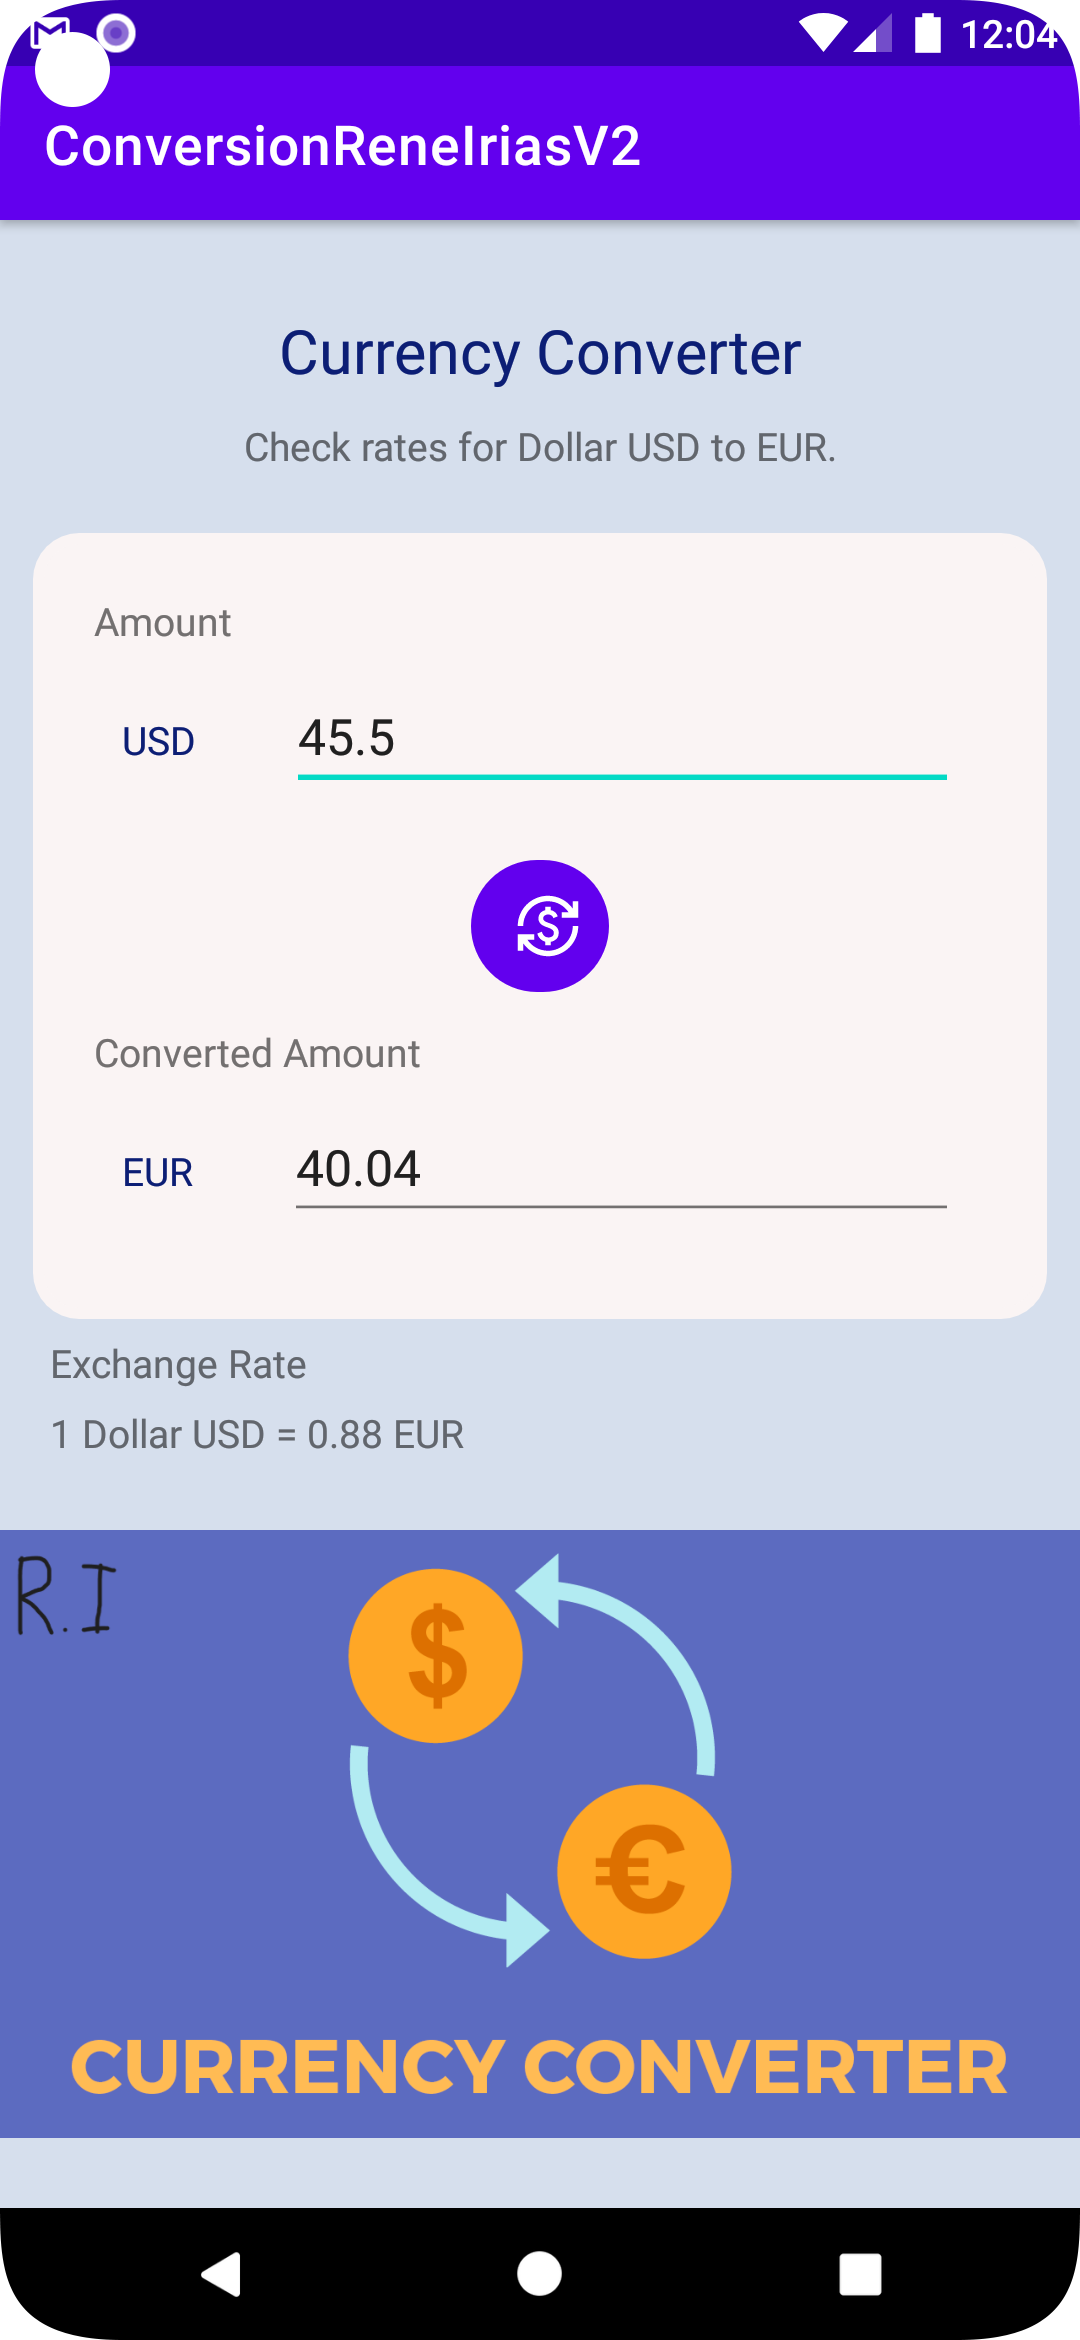 12:04
ConversionReneIriasV2
Currency Converter
Check rates for Dollar USD to EUR.
Amount
USD 45.5
$
Converted Amount
EUR 40.04
Exchange Rate
1 Dollar USD = 0.88 EUR
R.I
$
€
CURRENCY CONVERTER